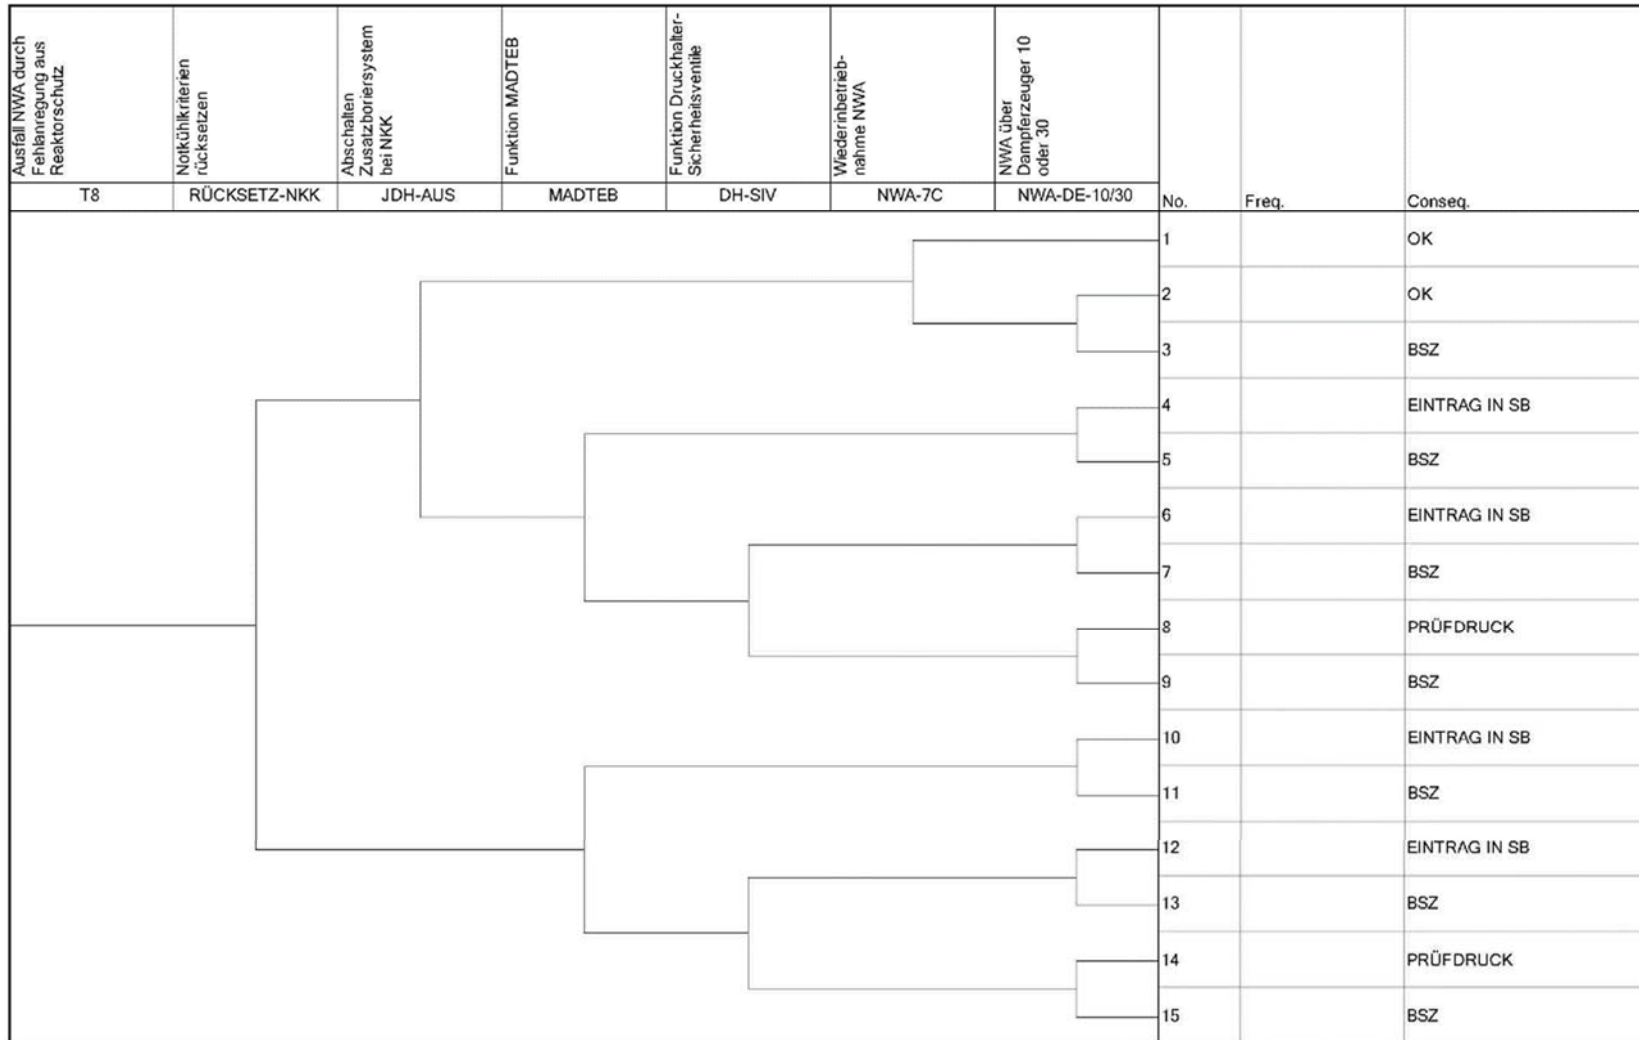 Ausfall NWA durch
Fehlanregung aus
Reaktorschutz
Notkühlkriterien
rücksetzen
Abschalten
Zusatzboriersystem
bei NKK
Funktion MADTEB
Funktion Druckhalter-
Sicherheitsventile
Wiederinbetrieb-
nahme NWA
NWA über
Dampferzeuger 10
oder 30
T8 RÜCKSETZ-NKK JDH-AUS MADTEB DH-SIV NWA-7C NWA-DE-10/30 No. Freq. Conseq.
1 OK
2 OK
3 BSZ
4 EINTRAG IN SB
5 BSZ
6 EINTRAG IN SB
7 BSZ
8 PRÜFDRUCK
9 BSZ
10 EINTRAG IN SB
11 BSZ
12 EINTRAG IN SB
13 BSZ
14 PRÜFDRUCK
15 BSZ